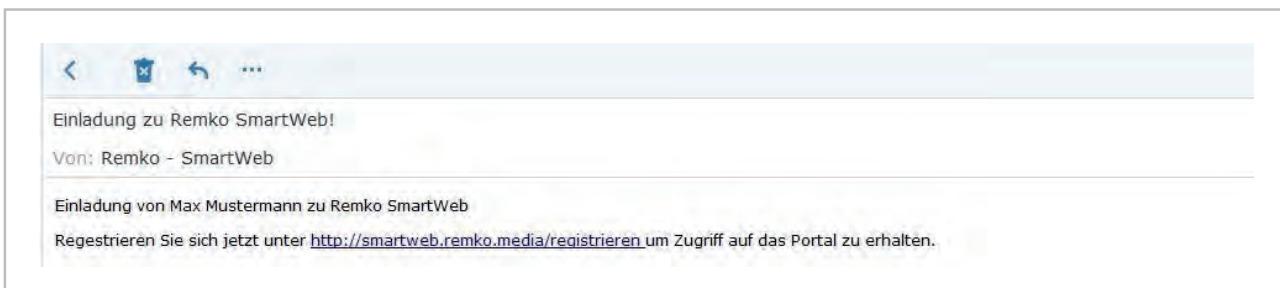 Einladung zu Remko SmartWeb!
Von: Remko - SmartWeb
Einladung von Max Mustermann zu Remko SmartWeb
Regestrieren Sie sich jetzt unter http://smartweb.remko.media/registrieren um Zugriff auf das Portal zu erhalten.